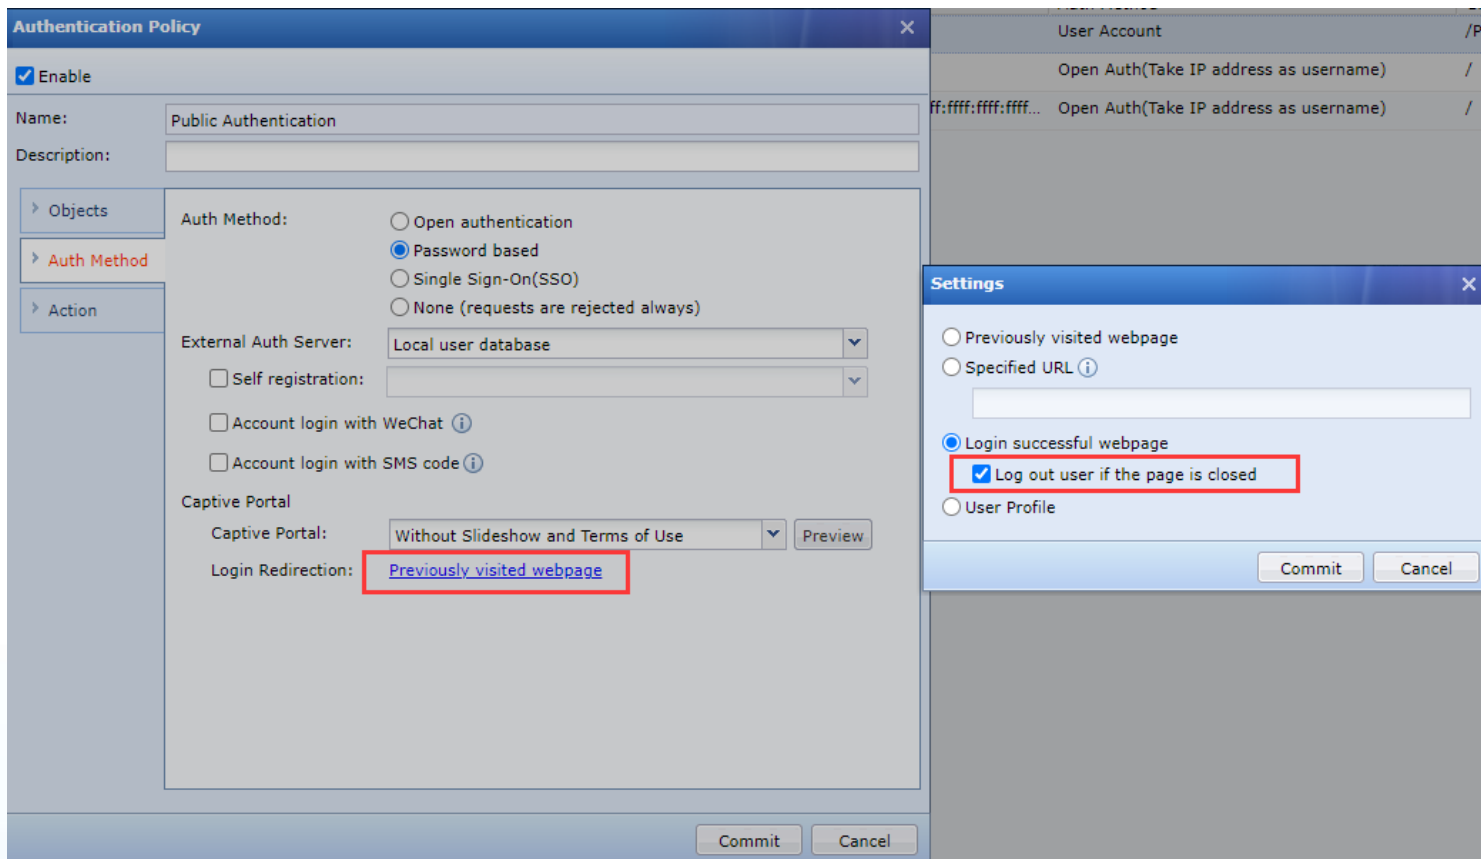 Authentication Policy
Enable
Name: Public Authentication
Description:
Objects
Auth Method
Action
Auth Method:
Open authentication
Password based
Single Sign-On(SSO)
None (requests are rejected always)
External Auth Server: Local user database
Self registration:
Account login with WeChat
Account login with SMS code
Captive Portal
Captive Portal: Without Slideshow and Terms of Use Preview
Login Redirection: Previously visited webpage
Commit Cancel
User Account /P
Open Auth(Take IP address as username) /
ff:ffff:ffff:ffff... Open Auth(Take IP address as username) /
Settings
Previously visited webpage
Specified URL
Login successful webpage
Log out user if the page is closed
User Profile
Commit Cancel